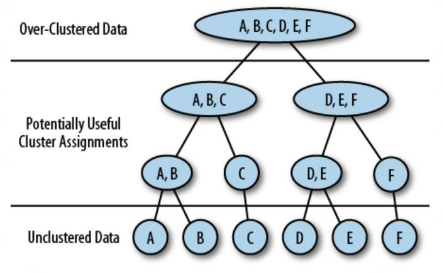 Over-Clustered Data
A, B, C, D, E, F
A, B, C
D, E, F
Potentially Useful
Cluster Assignments
A, B
C
D, E
F
Unclustered Data
A
B
C
D
E
F